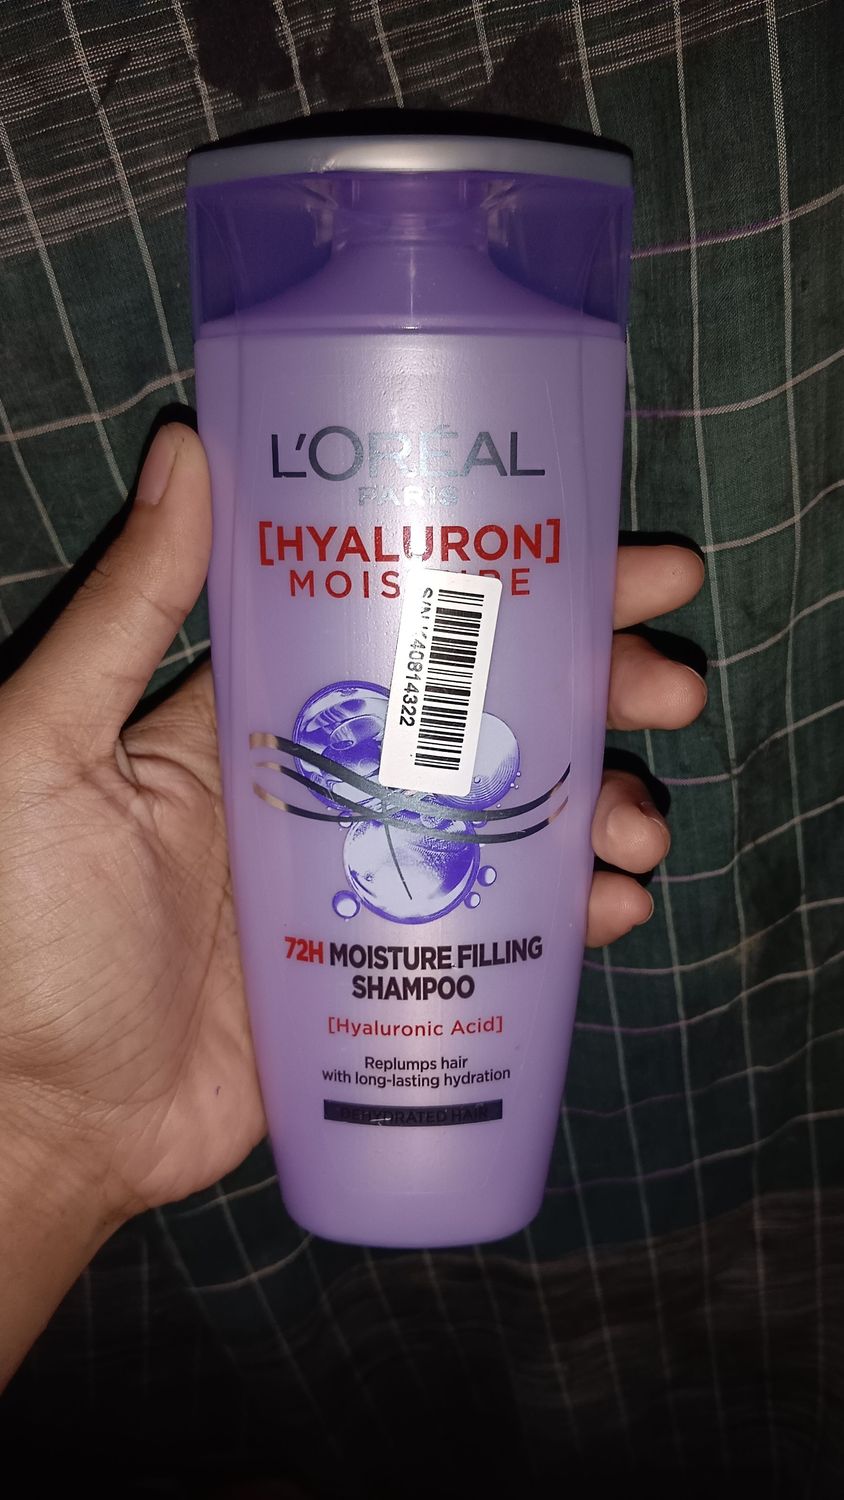 L'ORÉAL
PARIS
[HYALURON]
72H MOISTURE FILLING
SHAMPOO
[Hyaluronic Acid]
Replumps hair
with long-lasting hydration
DEHYDRATED HAIR